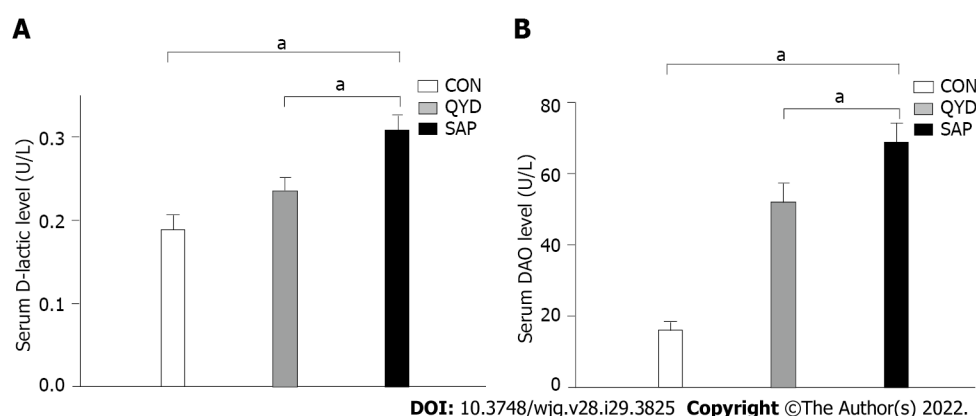 A
a
a
CON
QYD
SAP
Serum D-lactic level (U/L)
0.3
0.2
0.1
0.0
B
a
a
CON
QYD
SAP
Serum DAO level (U/L)
80
60
40
20
0
DOI: 10.3748/wjg.v28.i29.3825 Copyright ©The Author(s) 2022.